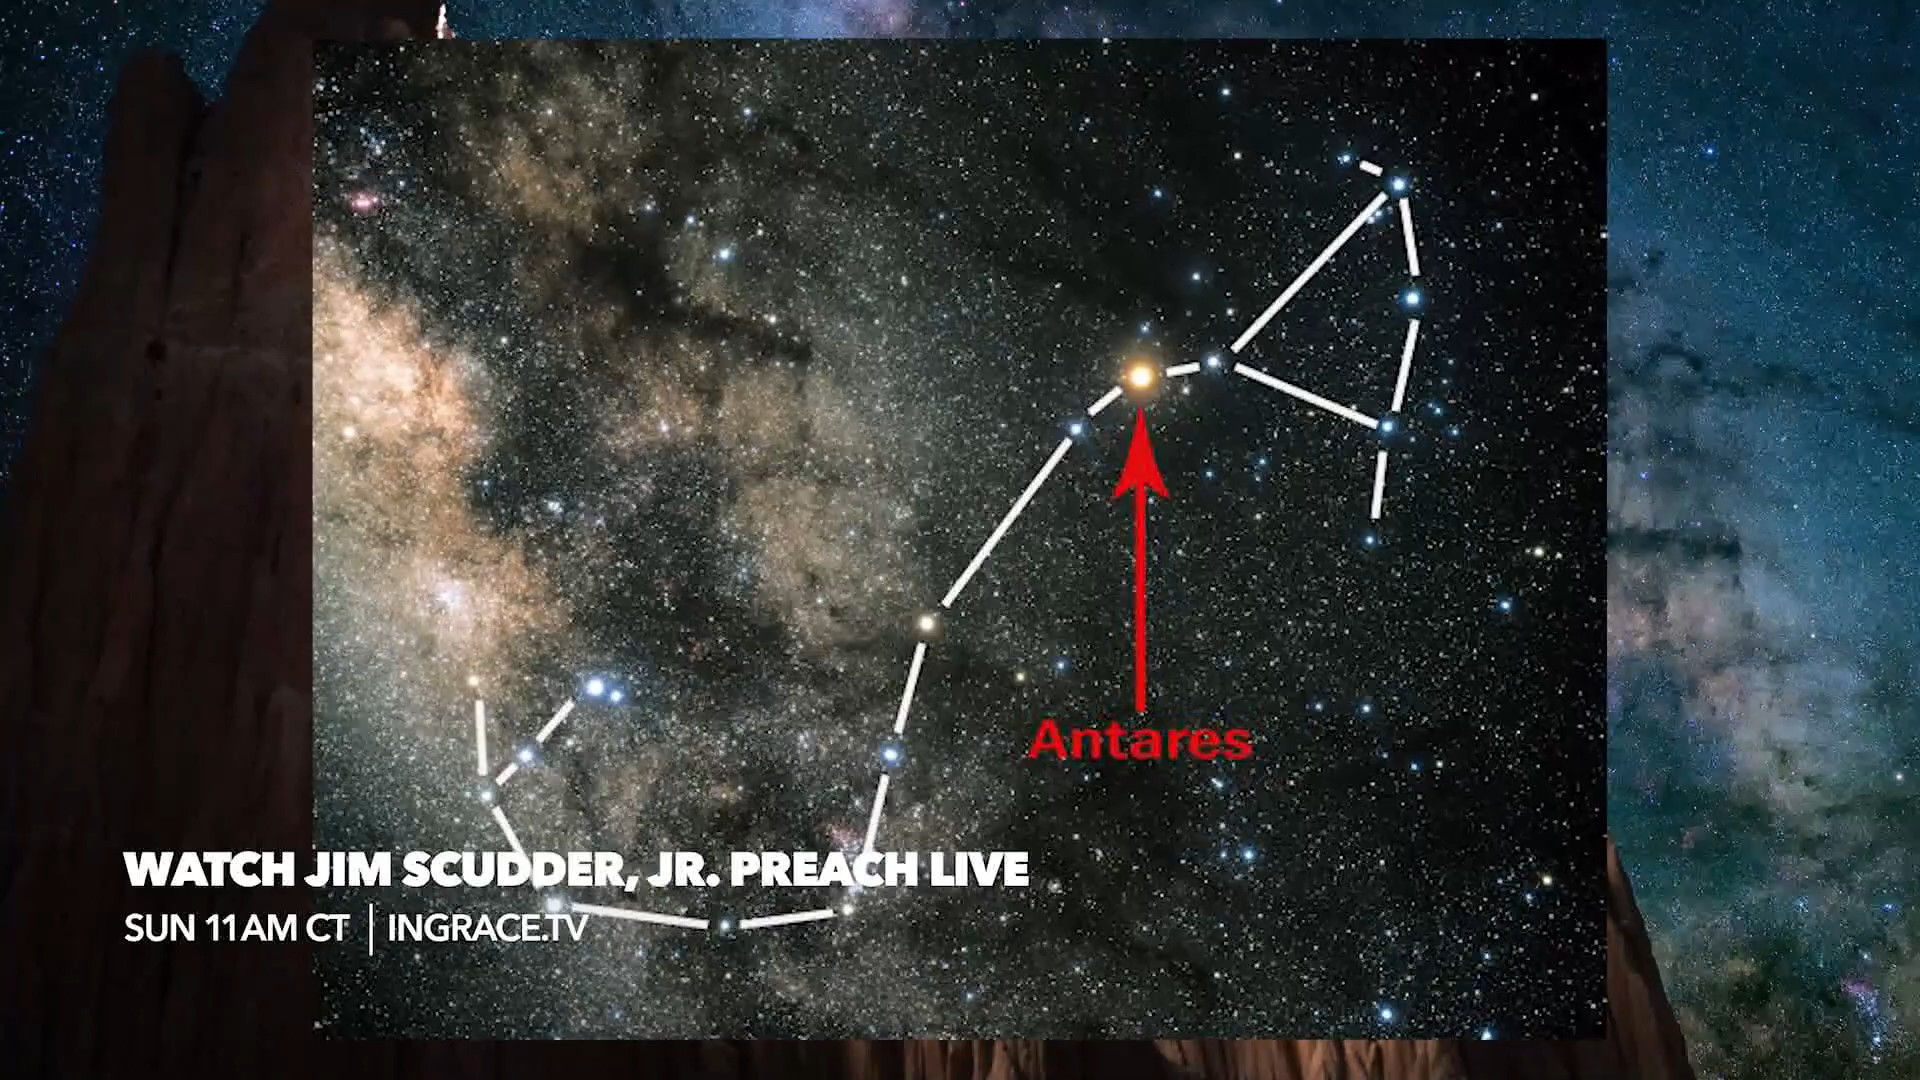 Antares
WATCH JIM SCUDDER, JR. PREACH LIVE
SUN 11AM CT | INGRACE.TV